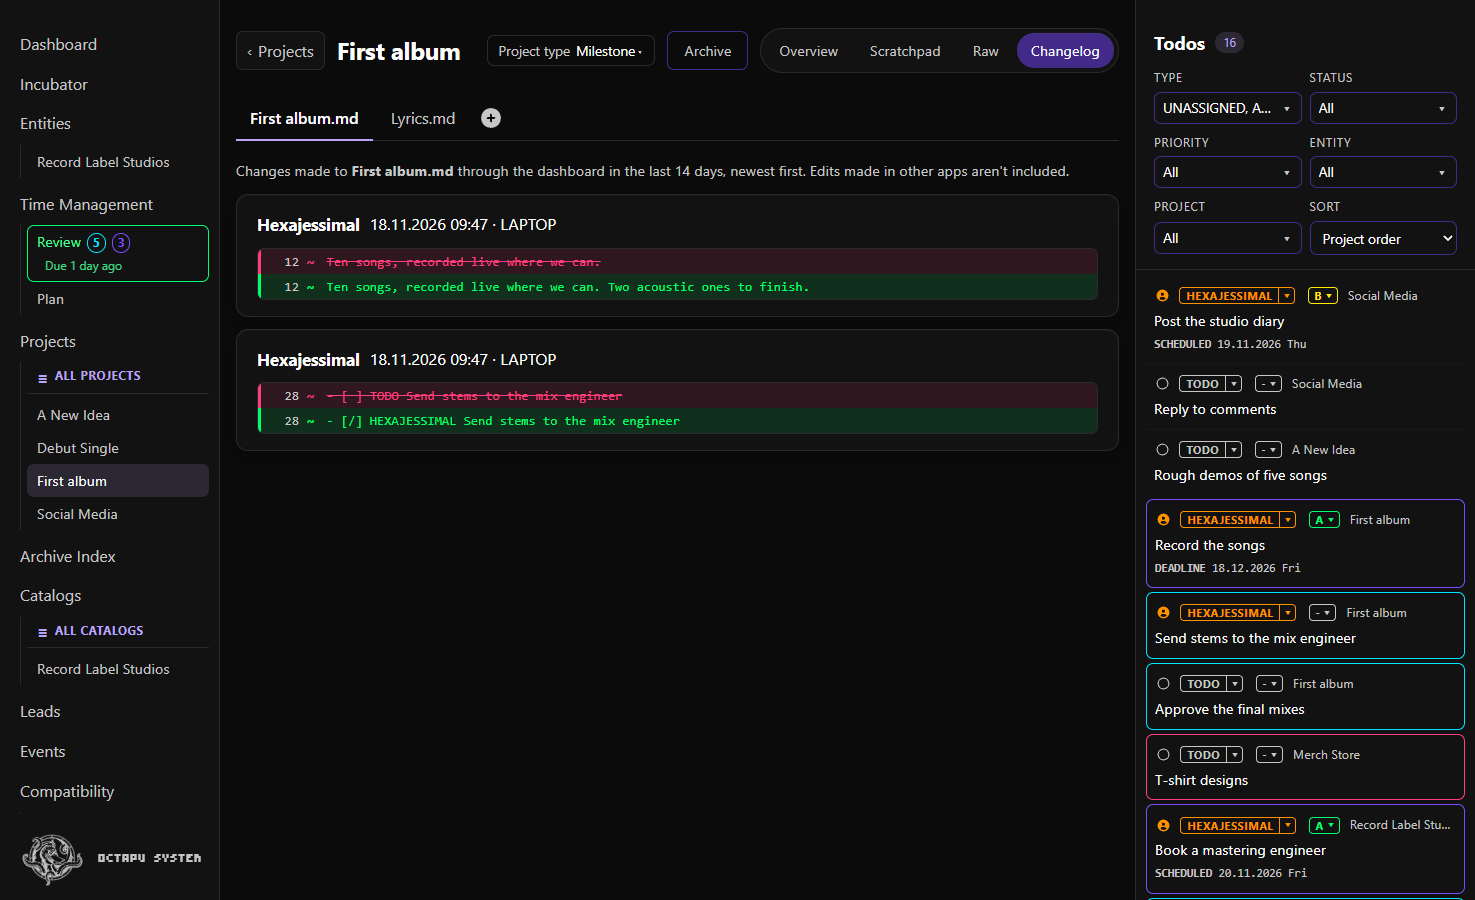 Dashboard
Incubator
Entities
Record Label Studios
Time Management
Review 5 3
Due 1 day ago
Plan
Projects
ALL PROJECTS
A New Idea
Debut Single
First album
Social Media
Archive Index
Catalogs
ALL CATALOGS
Record Label Studios
Leads
Events
Compatibility
OCTAPU SYSTEM
‹ Projects
First album
Project type Milestone
Archive
Overview
Scratchpad
Raw
Changelog
First album.md
Lyrics.md
Changes made to First album.md through the dashboard in the last 14 days, newest first. Edits made in other apps aren't included.
Hexajessimal 18.11.2026 09:47 · LAPTOP
12 ~ Ten songs, recorded live where we can.
12 ~ Ten songs, recorded live where we can. Two acoustic ones to finish.
Hexajessimal 18.11.2026 09:47 · LAPTOP
28 ~ - [ ] TODO Send stems to the mix engineer
28 ~ - [/] HEXAJESSIMAL Send stems to the mix engineer
Todos 16
TYPE STATUS
UNASSIGNED, A... All
PRIORITY ENTITY
All All
PROJECT SORT
All Project order
HEXAJESSIMAL B Social Media
Post the studio diary
SCHEDULED 19.11.2026 Thu
TODO - Social Media
Reply to comments
TODO - A New Idea
Rough demos of five songs
HEXAJESSIMAL A First album
Record the songs
DEADLINE 18.12.2026 Fri
HEXAJESSIMAL - First album
Send stems to the mix engineer
TODO - First album
Approve the final mixes
TODO - Merch Store
T-shirt designs
HEXAJESSIMAL A Record Label Stu...
Book a mastering engineer
SCHEDULED 20.11.2026 Fri